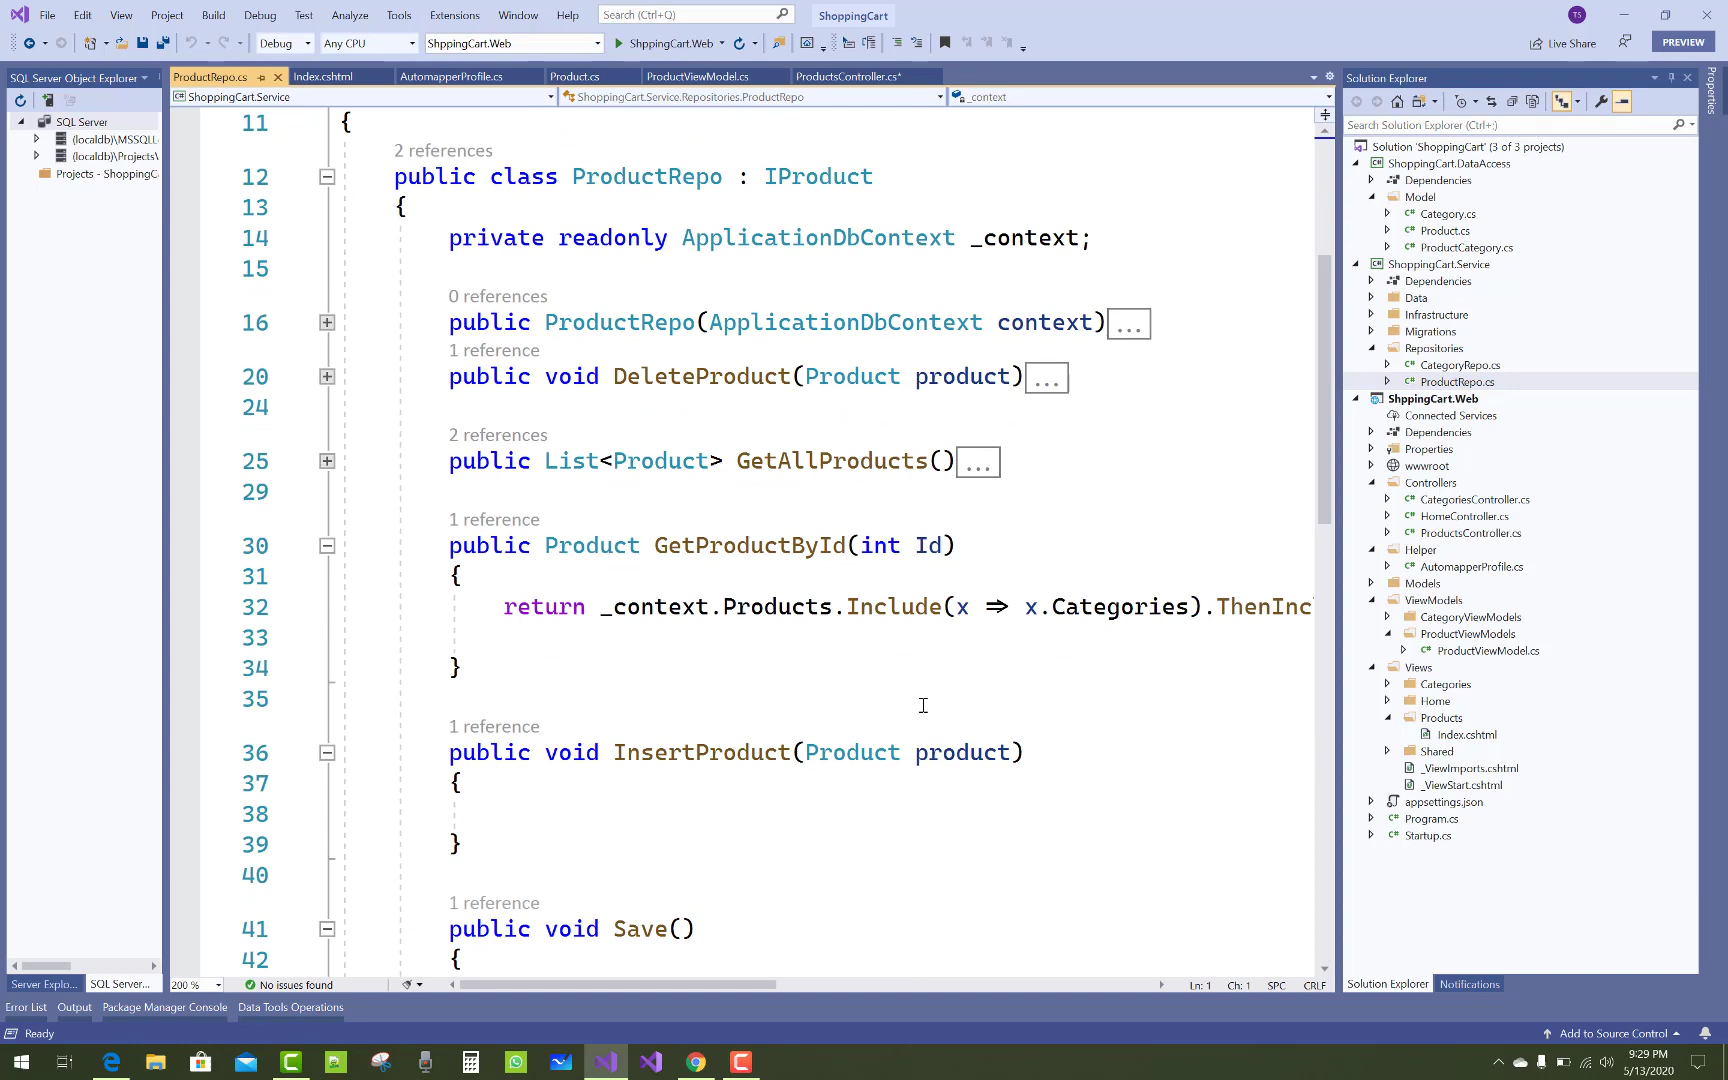 File Edit View Project Build Debug Test Analyze Tools Extensions Window Help Search (Ctrl+Q) ShoppingCart TS
Debug Any CPU ShppingCart.Web ShppingCart.Web Live Share PREVIEW
SQL Server Object Explorer
SQL Server
(localdb)\MSSQLL
(localdb)\Projects\
Projects - ShoppingC
ProductRepo.cs Index.cshtml AutomapperProfile.cs Product.cs ProductViewModel.cs ProductsController.cs*
ShoppingCart.Service ShoppingCart.Service.Repositories.ProductRepo _context
11 {
2 references
12 public class ProductRepo : IProduct
13 {
14 private readonly ApplicationDbContext _context;
15
0 references
16 public ProductRepo(ApplicationDbContext context)...
1 reference
20 public void DeleteProduct(Product product)...
24
2 references
25 public List<Product> GetAllProducts()...
29
1 reference
30 public Product GetProductById(int Id)
31 {
32 return _context.Products.Include(x => x.Categories).ThenIncl
33
34 }
35
1 reference
36 public void InsertProduct(Product product)
37 {
38
39 }
40
1 reference
41 public void Save()
42 {
200 % No issues found Ln: 1 Ch: 1 SPC CRLF
Solution Explorer
Search Solution Explorer (Ctrl+;)
Solution 'ShoppingCart' (3 of 3 projects)
ShoppingCart.DataAccess
Dependencies
Model
Category.cs
Product.cs
ProductCategory.cs
ShoppingCart.Service
Dependencies
Data
Infrastructure
Migrations
Repositories
CategoryRepo.cs
ProductRepo.cs
ShppingCart.Web
Connected Services
Dependencies
Properties
wwwroot
Controllers
CategoriesController.cs
HomeController.cs
ProductsController.cs
Helper
AutomapperProfile.cs
Models
ViewModels
CategoryViewModels
ProductViewModels
ProductViewModel.cs
Views
Categories
Home
Products
Index.cshtml
Shared
_ViewImports.cshtml
_ViewStart.cshtml
appsettings.json
Program.cs
Startup.cs
Properties
Server Explo... SQL Server...
Solution Explorer Notifications
Error List Output Package Manager Console Data Tools Operations
Ready Add to Source Control
9:29 PM
5/13/2020